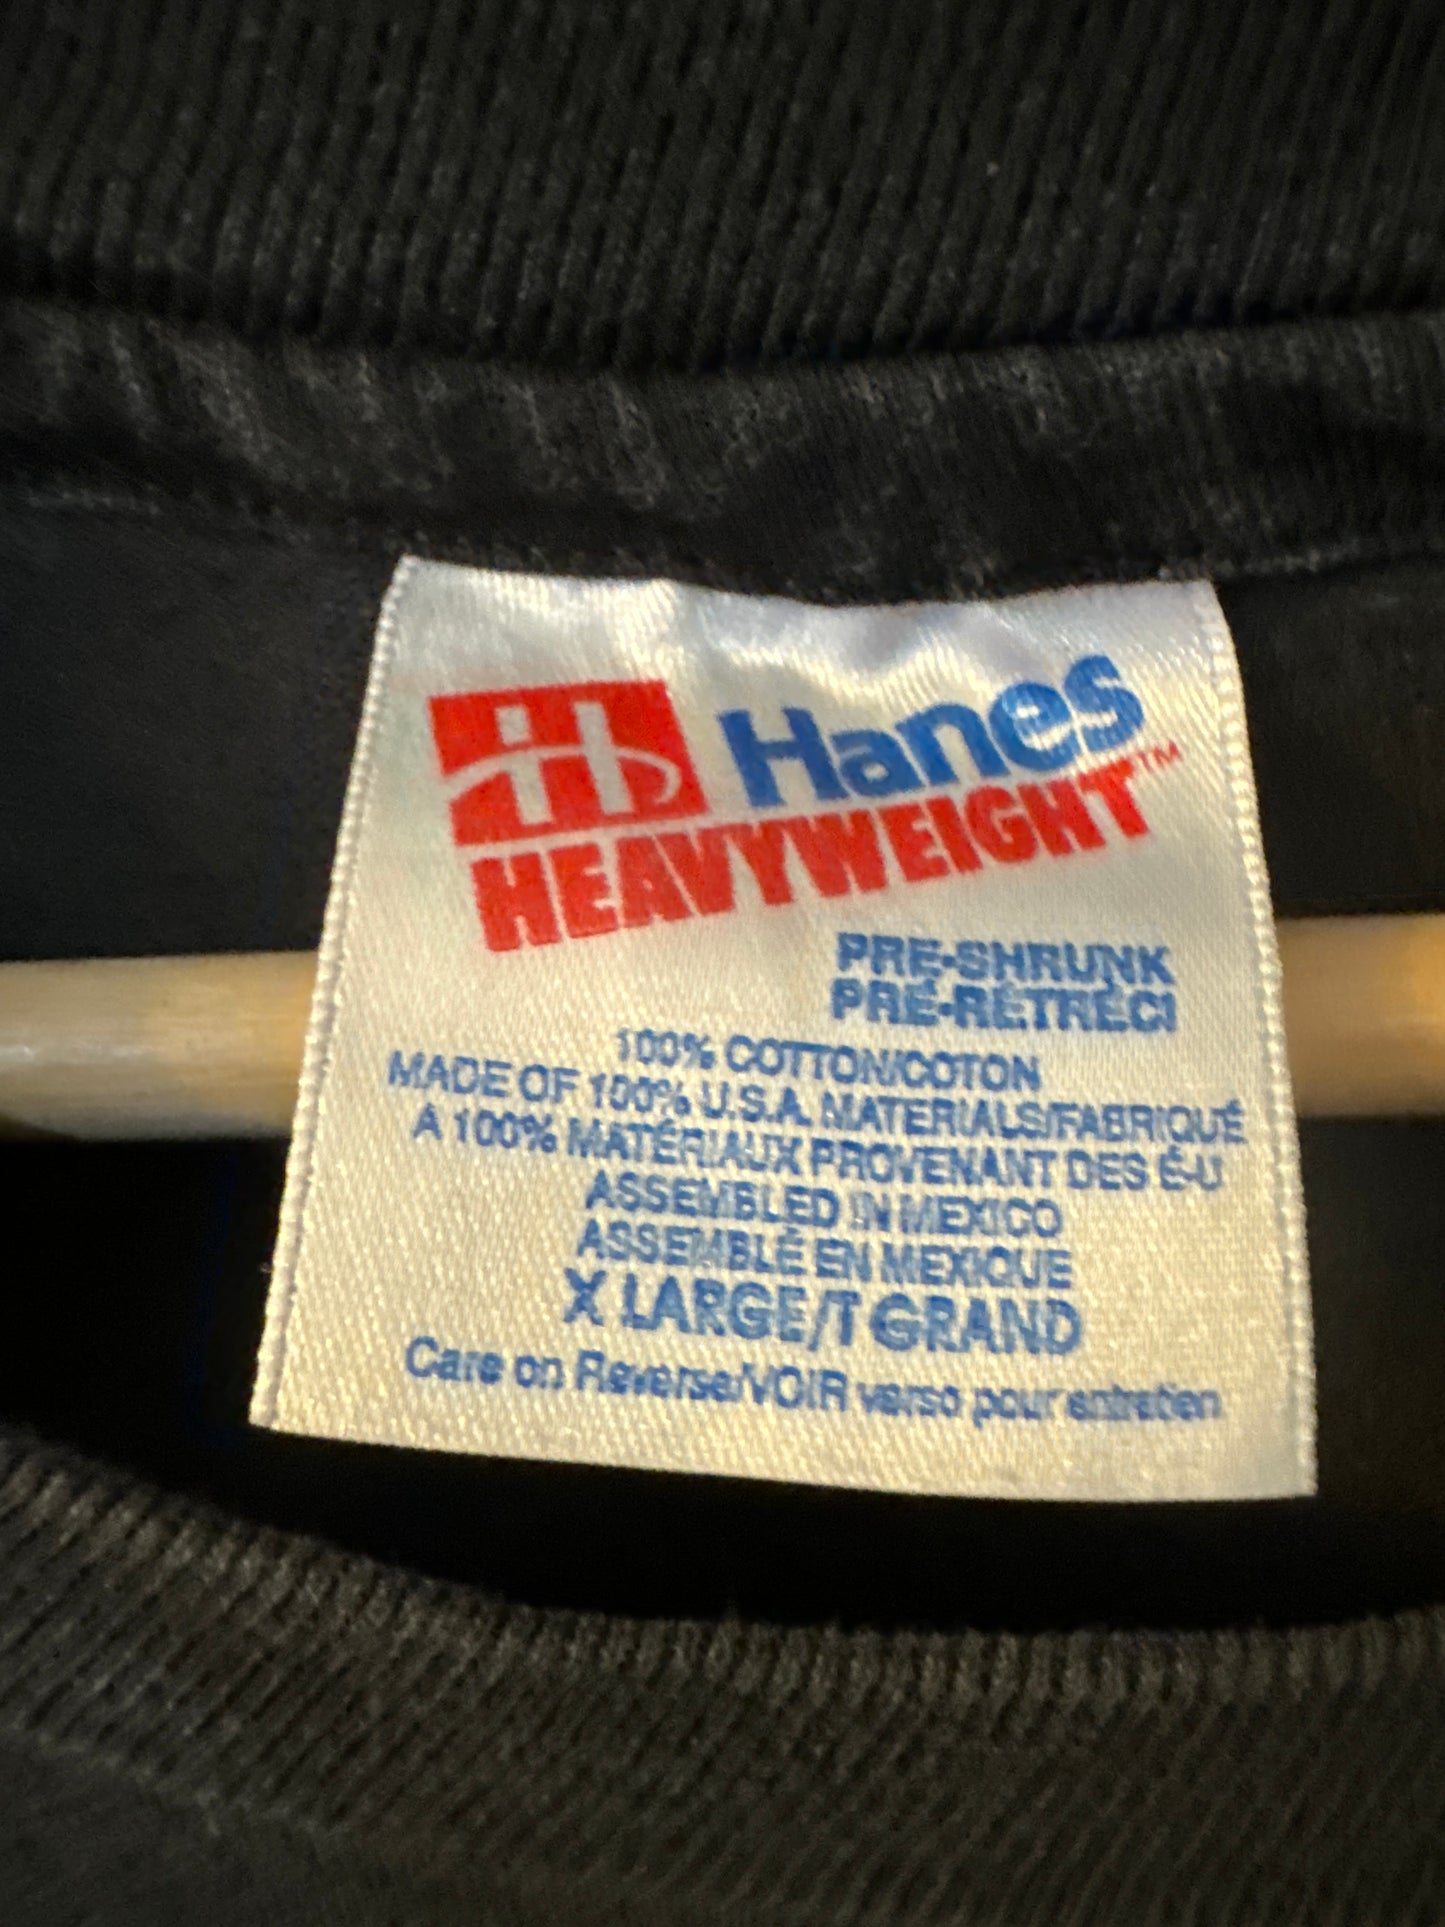 Hanes
HEAVYWEIGHT™
PRE-SHRUNK
PRÉ-RÉTRÉCI
100% COTTON/COTON
MADE OF 100% U.S.A. MATERIALS/FABRIQUÉ
A 100% MATÉRIAUX PROVENANT DES É-U
ASSEMBLED IN MEXICO
ASSEMBLÉ EN MEXIQUE
X LARGE/T GRAND
Care on Reverse/VOIR verso pour entretien